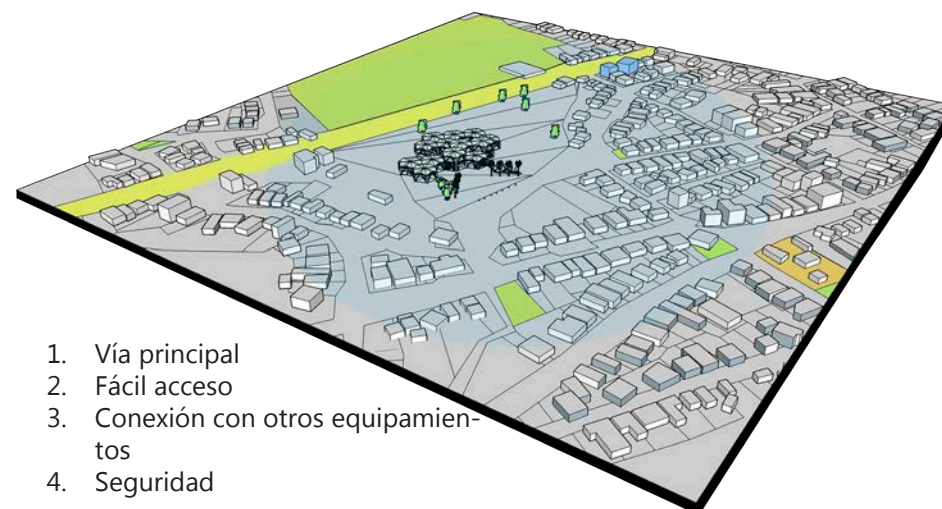 1. Vía principal
2. Fácil acceso
3. Conexión con otros equipamien-
tos
4. Seguridad